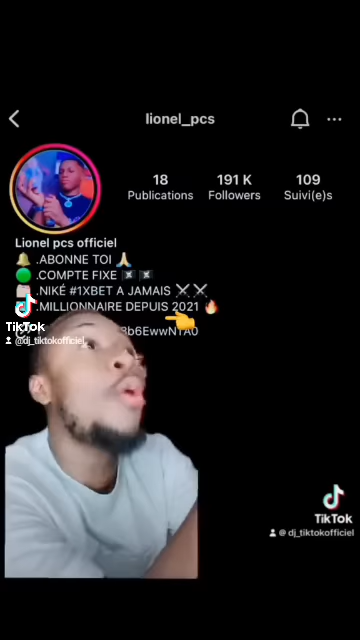 lionel_pcs
18
Publications
191 K
Followers
109
Suivi(e)s
Lionel pcs officiel
🔔 .ABONNE TOI 🙏
🟢 .COMPTE FIXE
.NIKÉ #1XBET A JAMAIS ⚔️⚔️
.MILLIONNAIRE DEPUIS 2021 🔥
TikTok
@dj_tiktokofficiel
TikTok
@ dj_tiktokofficiel